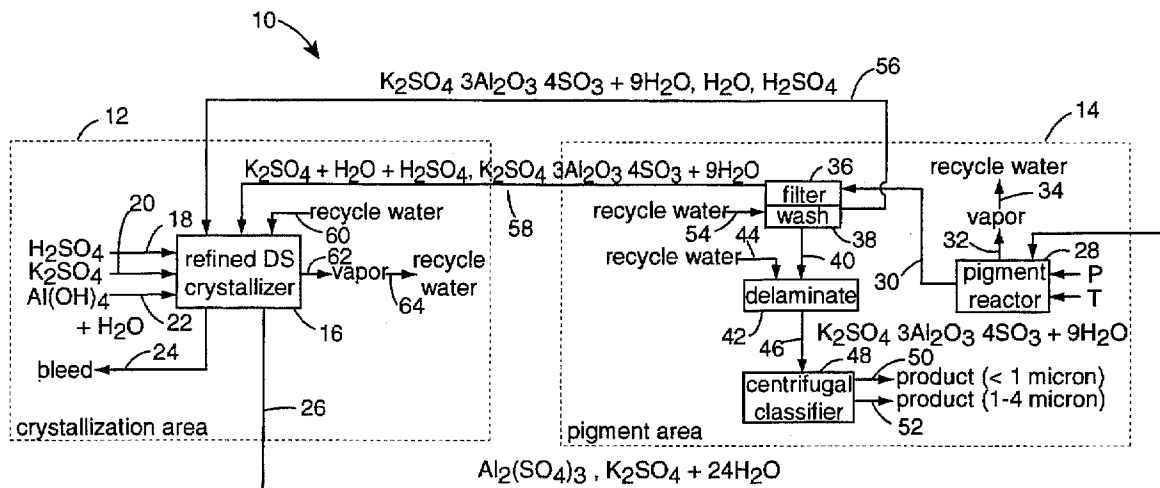 10
K2SO4 3Al2O3 4SO3 + 9H2O, H2O, H2SO4
56
12
14
K2SO4 + H2O + H2SO4, K2SO4 3Al2O3 4SO3 + 9H2O
58
36
filter
wash
38
recycle water
54
recycle water
44
40
recycle water
34
vapor
32
28
pigment
reactor
P
T
30
recycle water
60
20
18
H2SO4
K2SO4
Al(OH)4
+ H2O
22
refined DS
crystallizer
16
62
vapor
64
recycle
water
bleed
24
26
delaminate
42
46
K2SO4 3Al2O3 4SO3 + 9H2O
48
centrifugal
classifier
50
product (< 1 micron)
product (1-4 micron)
52
crystallization area
pigment area
Al2(SO4)3 , K2SO4 + 24H2O